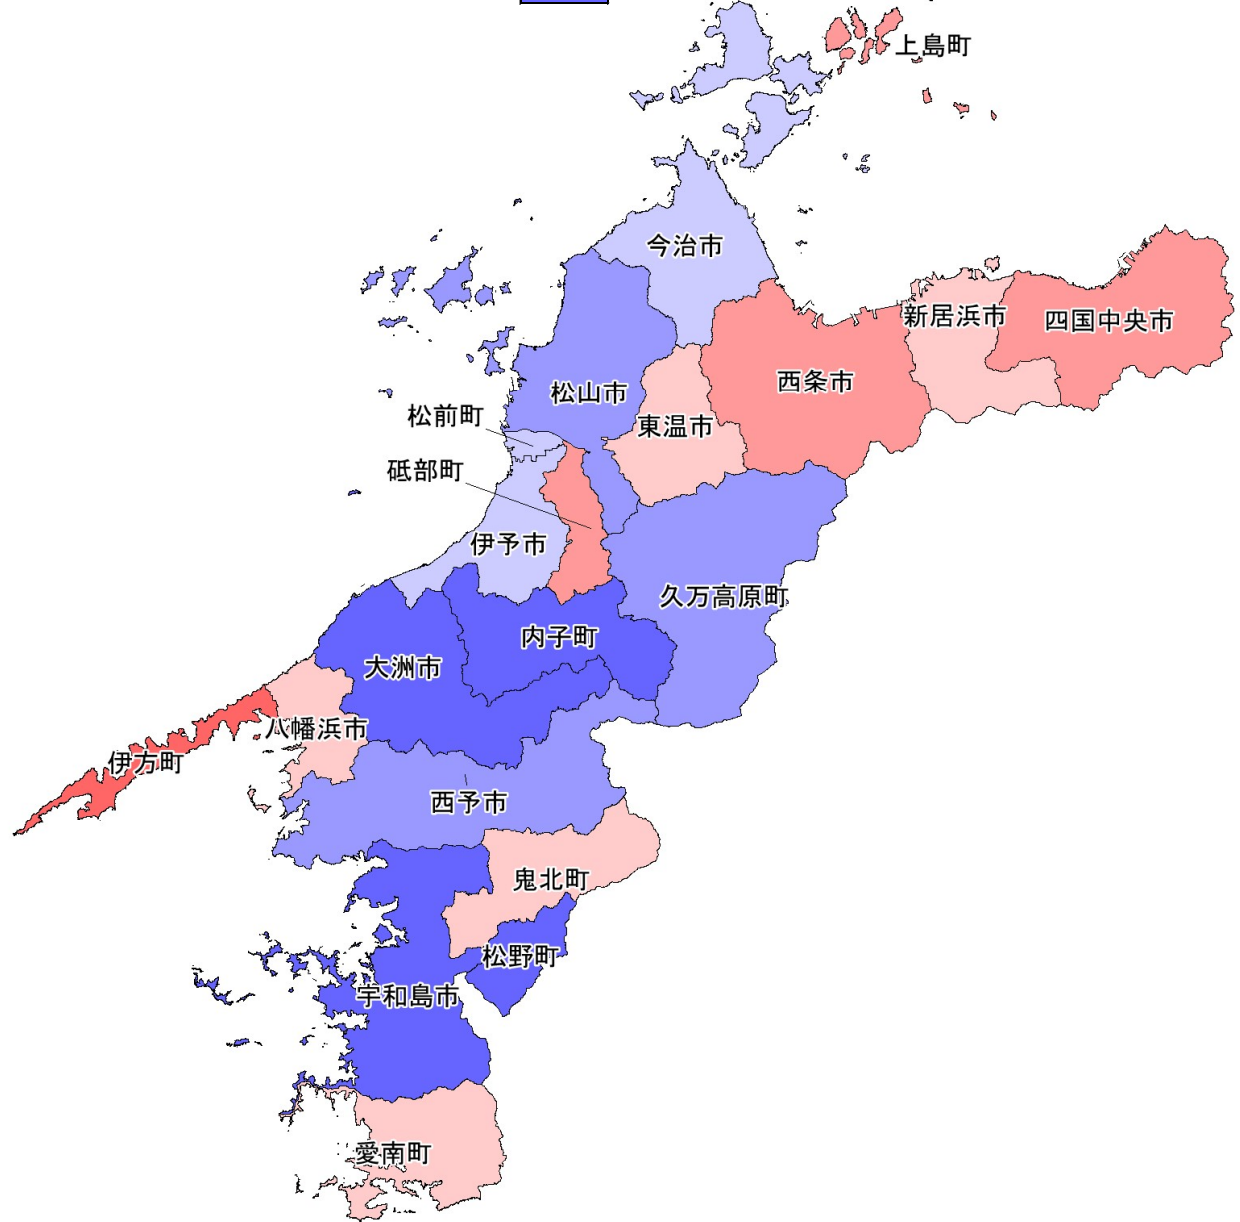 上島町
今治市
新居浜市
四国中央市
西条市
松山市
松前町
東温市
砥部町
伊予市
久万高原町
内子町
大洲市
八幡浜市
伊方町
西予市
鬼北町
松野町
宇和島市
愛南町